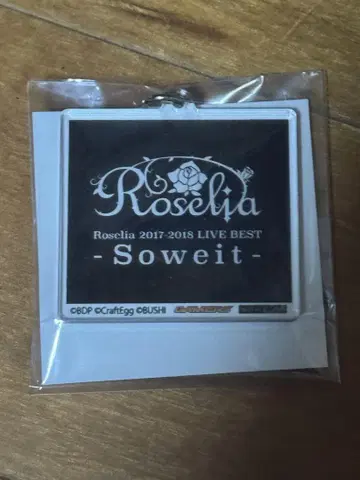 Roselia
Roselia 2017-2018 LIVE BEST
- Soweit -
©BDP ©CraftEgg ©BUSHI